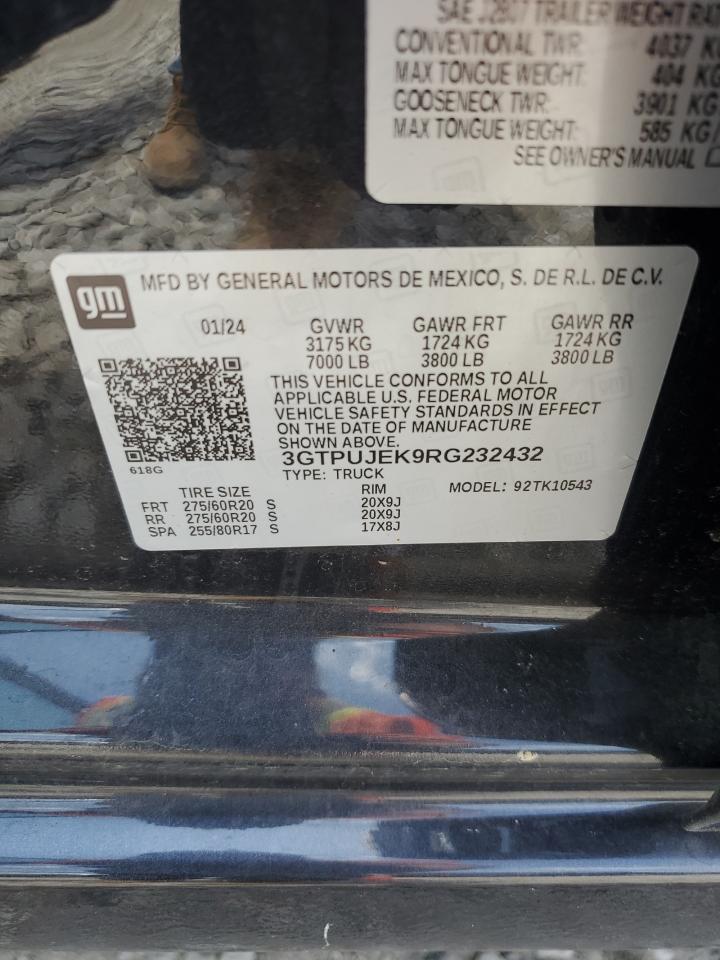 SAE J2807 TRAILER WEIGHT
CONVENTIONAL TWR: 4037 KG
MAX TONGUE WEIGHT: 404 KG
GOOSENECK TWR: 3901 KG
MAX TONGUE WEIGHT: 585 KG
SEE OWNER'S MANUAL
gm MFD BY GENERAL MOTORS DE MEXICO, S. DE R.L. DE C.V.
01/24 GVWR GAWR FRT GAWR RR
3175 KG 1724 KG 1724 KG
7000 LB 3800 LB 3800 LB
THIS VEHICLE CONFORMS TO ALL
APPLICABLE U.S. FEDERAL MOTOR
VEHICLE SAFETY STANDARDS IN EFFECT
ON THE DATE OF MANUFACTURE
SHOWN ABOVE.
618G 3GTPUJEK9RG232432
TYPE: TRUCK
TIRE SIZE RIM MODEL: 92TK10543
FRT 275/60R20 S 20X9J
RR 275/60R20 S 20X9J
SPA 255/80R17 S 17X8J